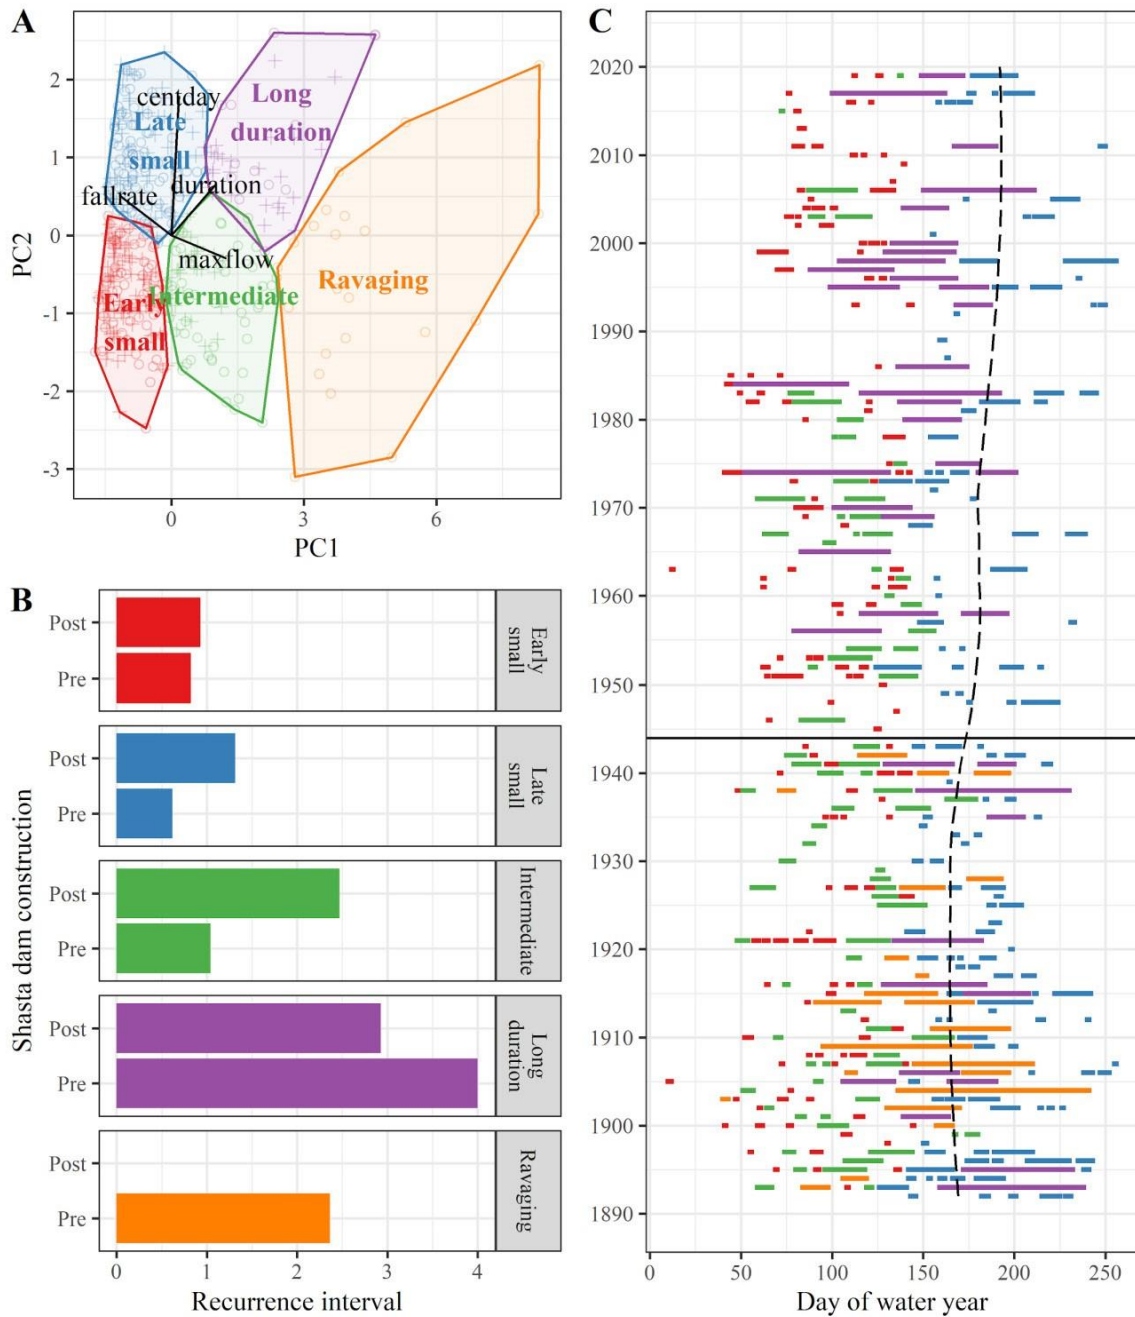 A
PC2
2
1
0
-1
-2
-3
Long
duration
centday
Late
small
duration
fallrate
maxflow
Ravaging
Intermediate
Early
small
0
3
6
PC1
B
Shasta dam construction
Post
Pre
Early
small
Post
Pre
Late
small
Post
Pre
Intermediate
Post
Pre
Long
duration
Post
Pre
Ravaging
0
1
2
3
4
Recurrence interval
C
2020
2010
2000
1990
1980
1970
1960
1950
1940
1930
1920
1910
1900
1890
0
50
100
150
200
250
Day of water year